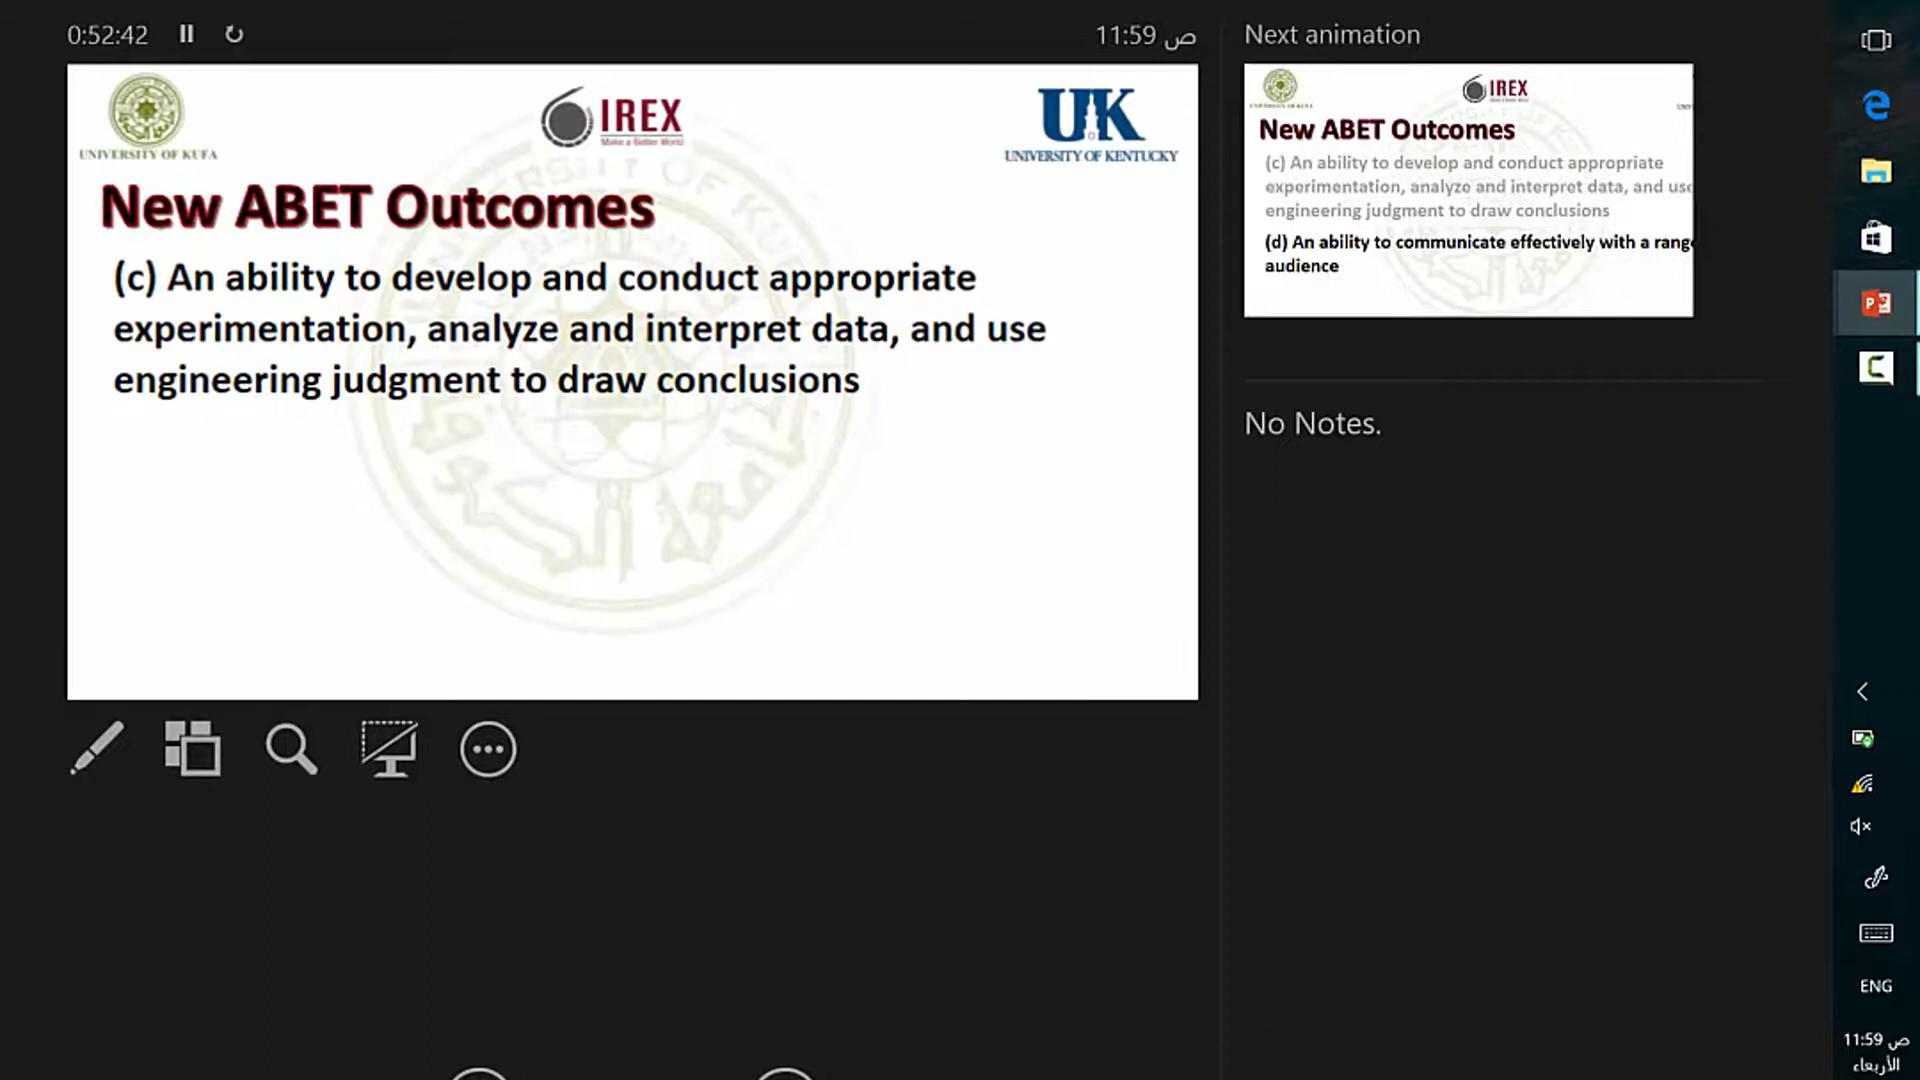 0:52:42
11:59 ص
Next animation
UNIVERSITY OF KUFA
IREX
Make a Better World
UK
UNIVERSITY OF KENTUCKY
New ABET Outcomes
(c) An ability to develop and conduct appropriate
experimentation, analyze and interpret data, and use
engineering judgment to draw conclusions
IREX
New ABET Outcomes
(c) An ability to develop and conduct appropriate
experimentation, analyze and interpret data, and use
engineering judgment to draw conclusions
(d) An ability to communicate effectively with a rang
audience
No Notes.
ENG
11:59 ص
الأربعاء